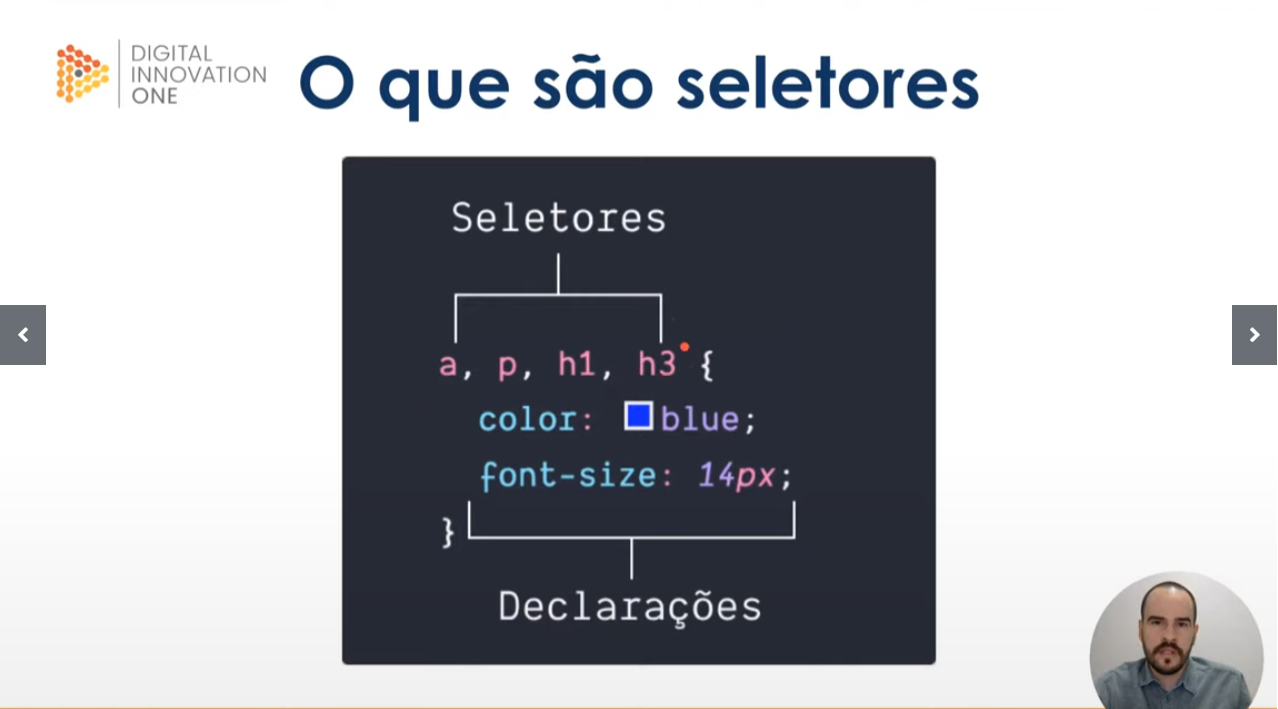 DIGITAL
INNOVATION
ONE
O que são seletores
Seletores
a, p, h1, h3 {
color: blue;
font-size: 14px;
}
Declarações